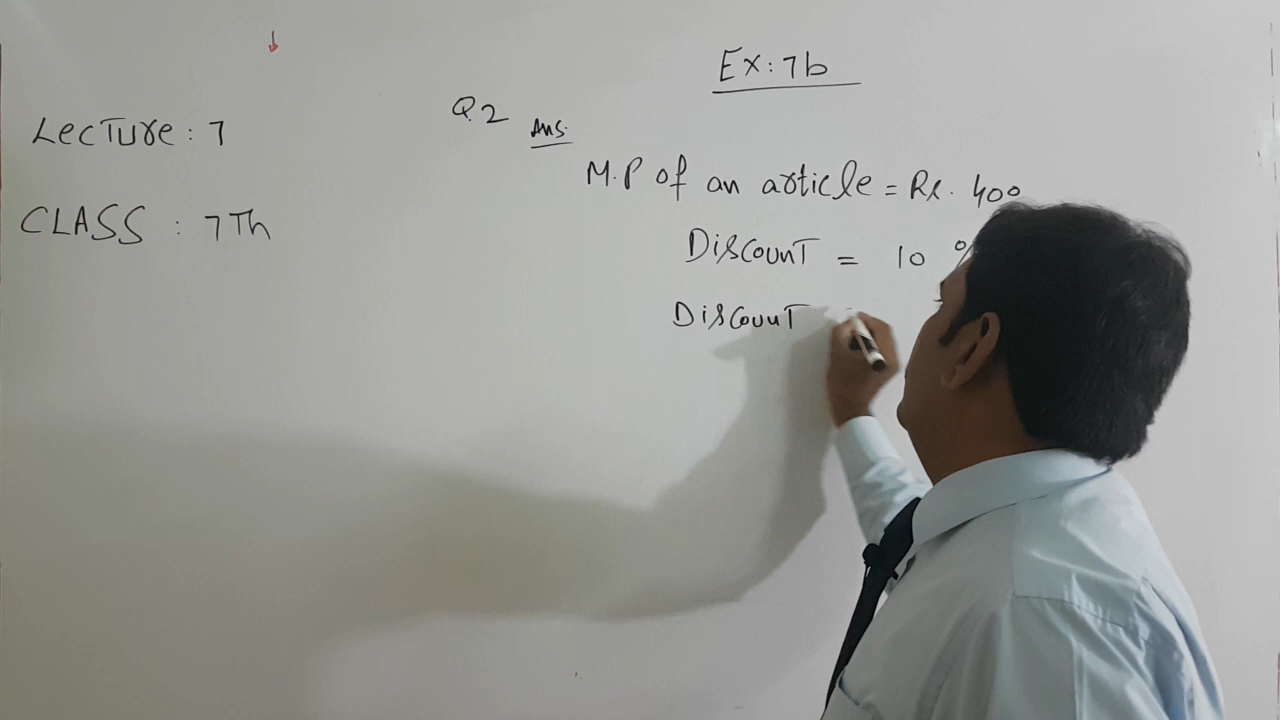 Ex: 7b
Lecture: 7
Q.2 Ans.
M.P of an article = Rs. 400
CLASS : 7Th
Discount = 10 %
Discount